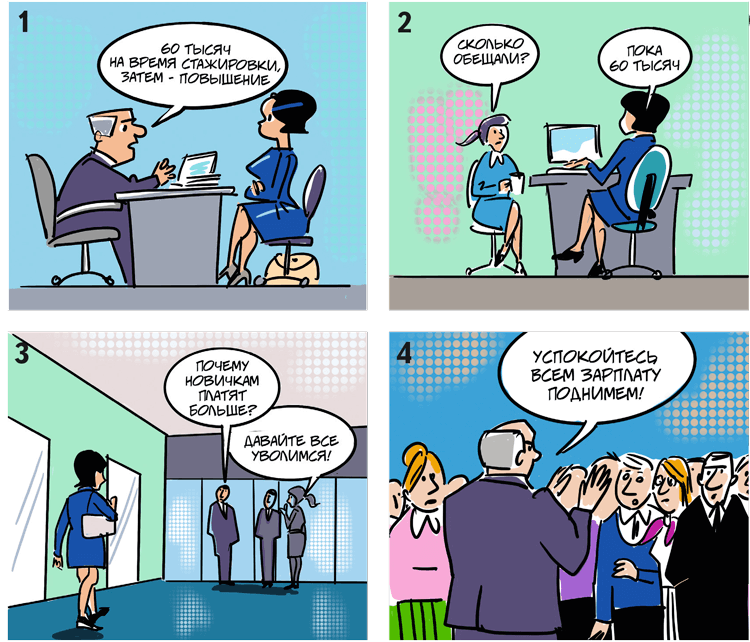 1
60 ТЫСЯЧ
НА ВРЕМЯ СТАЖИРОВКИ,
ЗАТЕМ - ПОВЫШЕНИЕ
2
СКОЛЬКО
ОБЕЩАЛИ?
ПОКА
60 ТЫСЯЧ
3
ПОЧЕМУ
НОВИЧКАМ
ПЛАТЯТ
БОЛЬШЕ?
ДАВАЙТЕ ВСЕ
УВОЛИМСЯ!
4
УСПОКОЙТЕСЬ,
ВСЕМ ЗАРПЛАТУ
ПОДНИМЕМ!